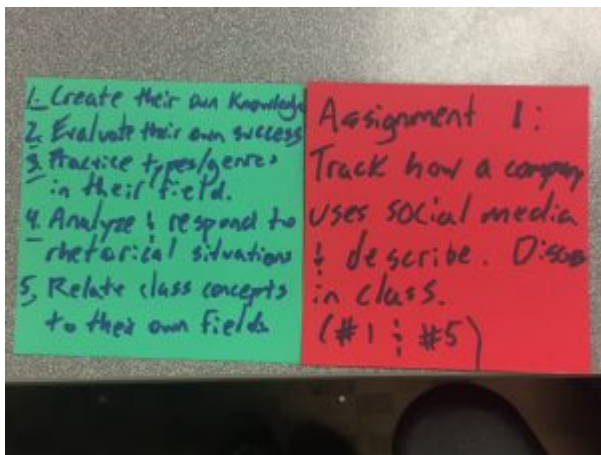 1. Create their own Knowledge
2. Evaluate their own success
3. Practice types/genres
in their field.
4. Analyze & respond to
rhetorical situations
5. Relate class concepts
to their own fields
Assignment 1:
Track how a company
uses social media
& describe. Discuss
in class.
(#1 & #5)